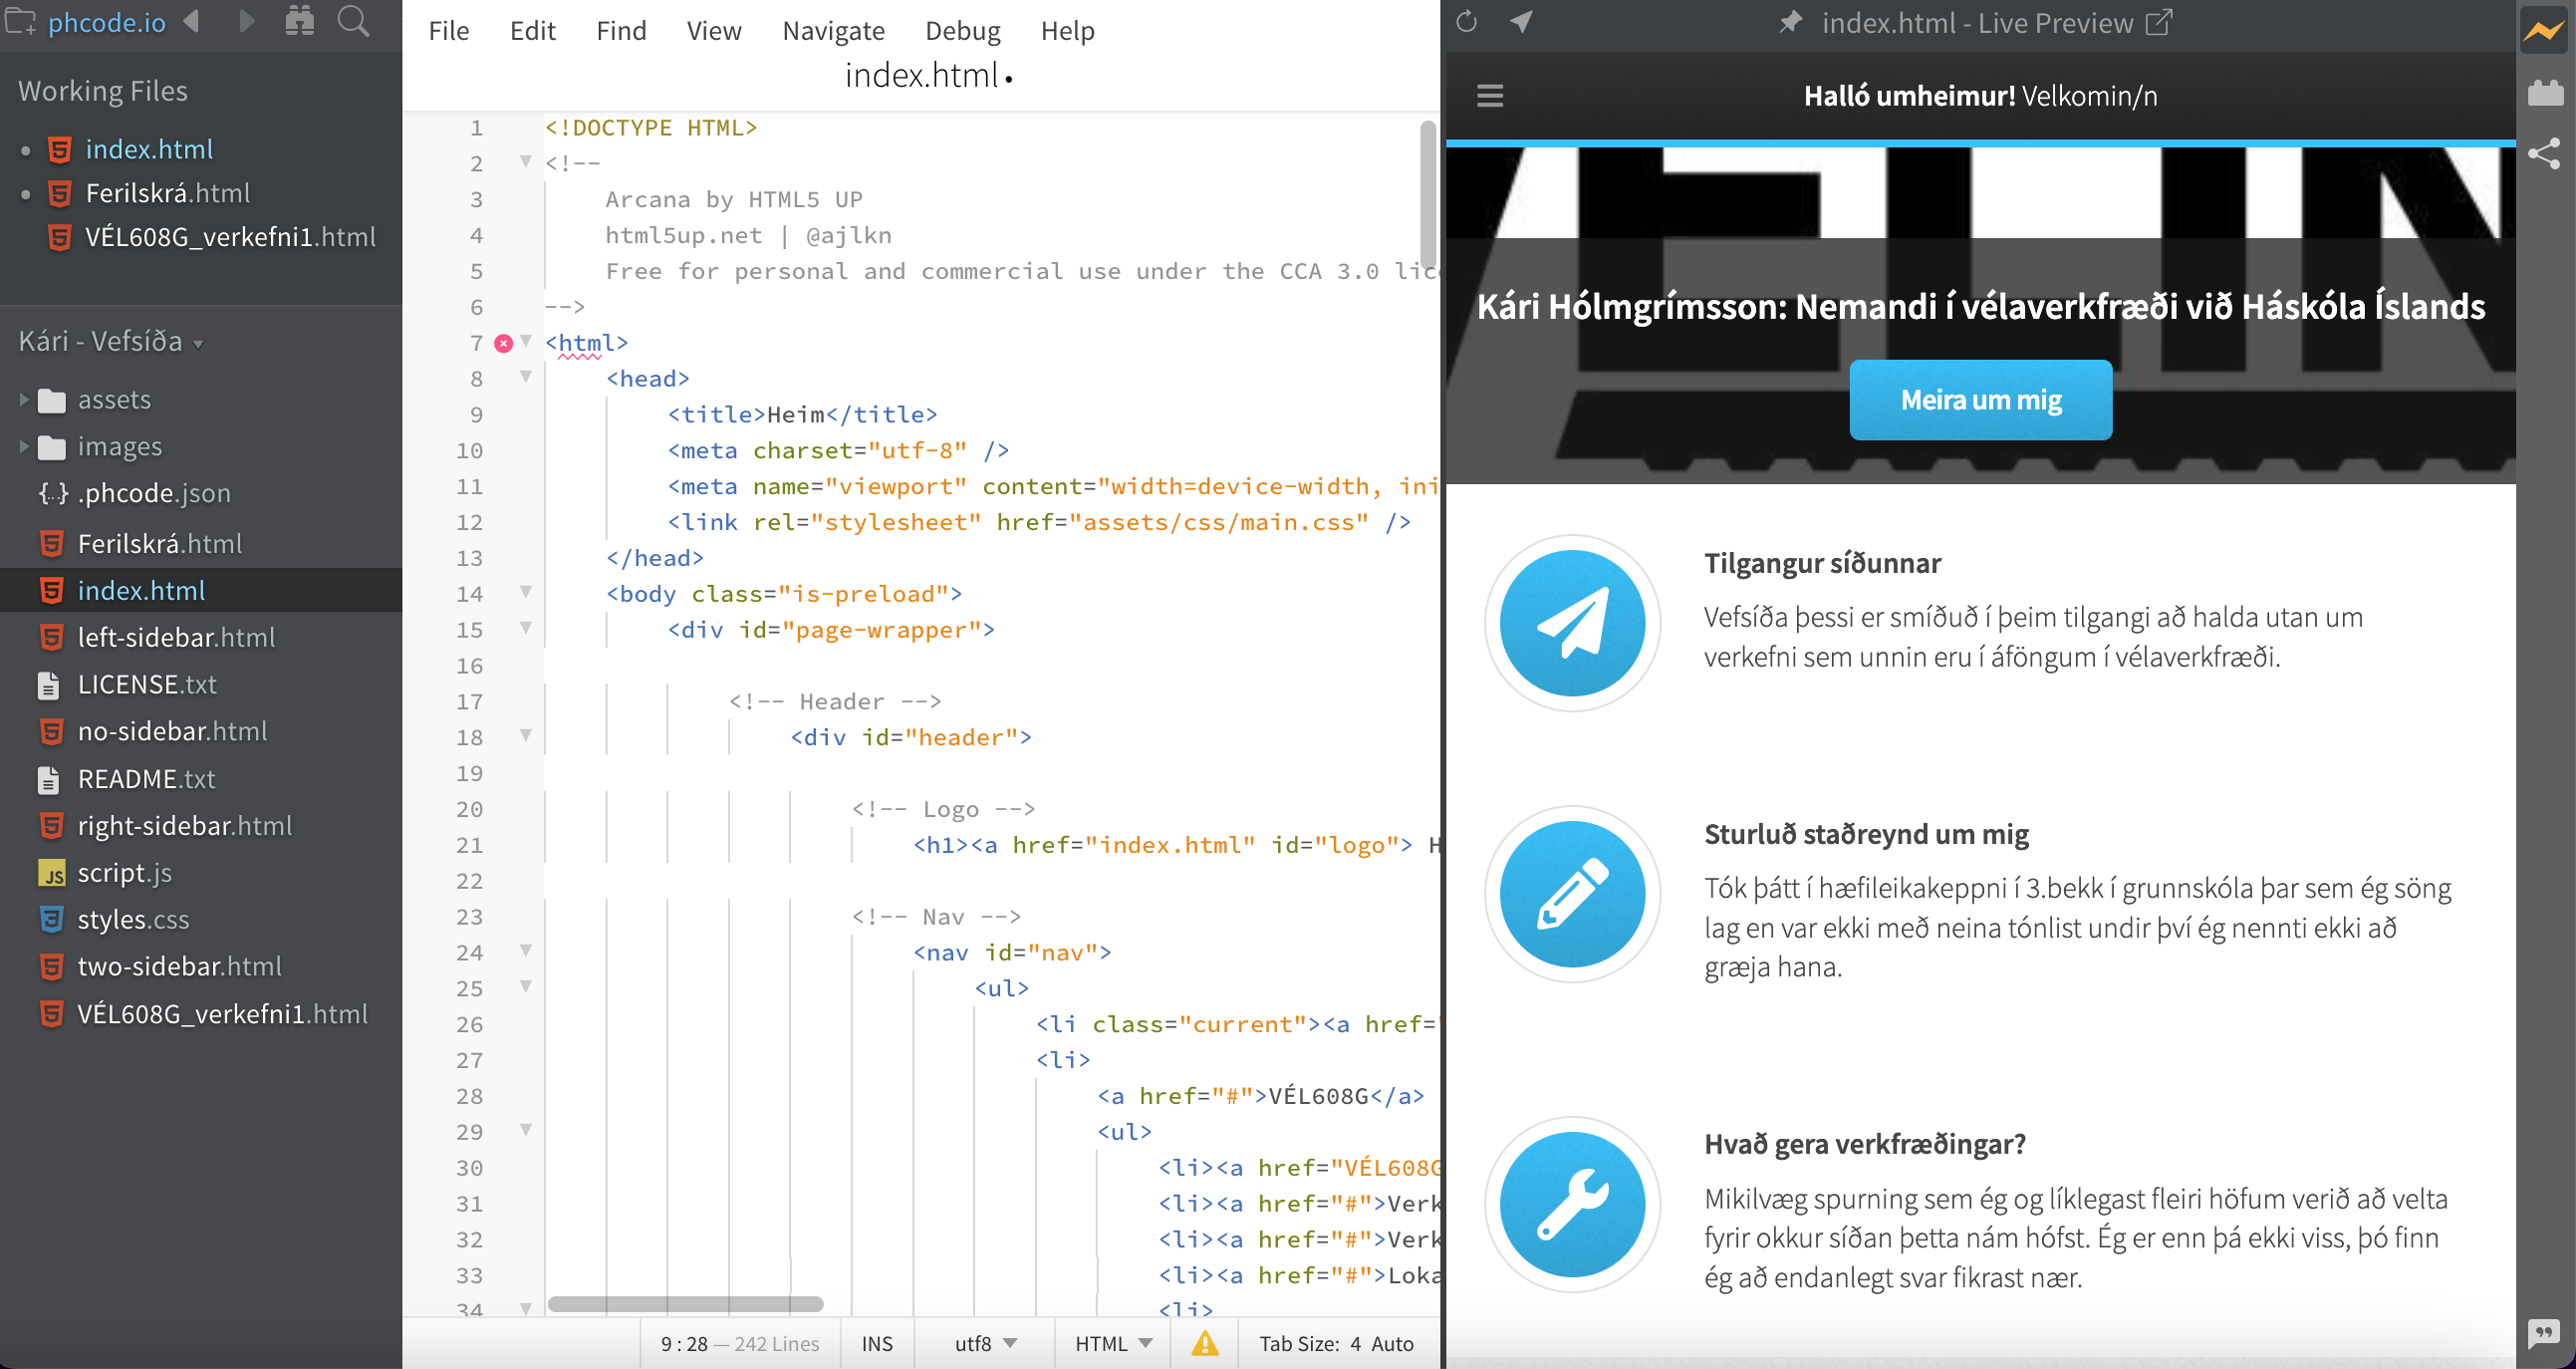 phcode.io
Working Files
index.html
Ferilskrá.html
VÉL608G_verkefni1.html
Kári - Vefsíða
assets
images
.phcode.json
Ferilskrá.html
index.html
left-sidebar.html
LICENSE.txt
no-sidebar.html
README.txt
right-sidebar.html
script.js
styles.css
two-sidebar.html
VÉL608G_verkefni1.html
File Edit Find View Navigate Debug Help
index.html •
1 <!DOCTYPE HTML>
2 <!--
3 Arcana by HTML5 UP
4 html5up.net | @ajlkn
5 Free for personal and commercial use under the CCA 3.0 lic
6 -->
7 <html>
8 <head>
9 <title>Heim</title>
10 <meta charset="utf-8" />
11 <meta name="viewport" content="width=device-width, ini
12 <link rel="stylesheet" href="assets/css/main.css" />
13 </head>
14 <body class="is-preload">
15 <div id="page-wrapper">
16
17 <!-- Header -->
18 <div id="header">
19
20 <!-- Logo -->
21 <h1><a href="index.html" id="logo"> H
22
23 <!-- Nav -->
24 <nav id="nav">
25 <ul>
26 <li class="current"><a href=
27 <li>
28 <a href="#">VÉL608G</a>
29 <ul>
30 <li><a href="VÉL608G
31 <li><a href="#">Verk
32 <li><a href="#">Verk
33 <li><a href="#">Loka
34 <li>
9 : 28 — 242 Lines INS utf8 HTML Tab Size: 4 Auto
index.html - Live Preview
Halló umheimur! Velkomin/n
VÉLIN
Kári Hólmgrímsson: Nemandi í vélaverkfræði við Háskóla Íslands
Meira um mig
Tilgangur síðunnar
Vefsíða þessi er smíðuð í þeim tilgangi að halda utan um
verkefni sem unnin eru í áföngum í vélaverkfræði.
Sturluð staðreynd um mig
Tók þátt í hæfileikakeppni í 3.bekk í grunnskóla þar sem ég söng
lag en var ekki með neina tónlist undir því ég nennti ekki að
græja hana.
Hvað gera verkfræðingar?
Mikilvæg spurning sem ég og líklegast fleiri höfum verið að velta
fyrir okkur síðan þetta nám hófst. Ég er enn þá ekki viss, þó finn
ég að endanlegt svar fikrast nær.